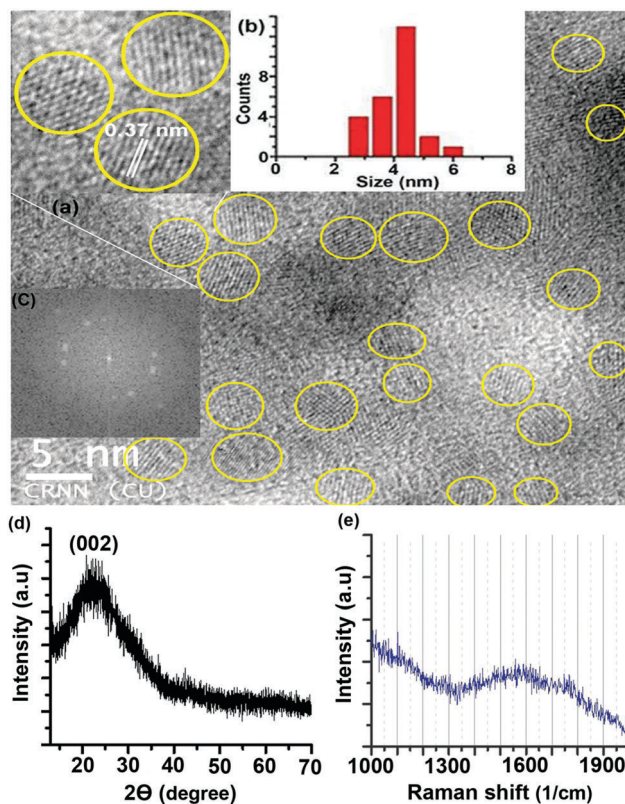 (b)
12
8
4
0
Counts
0 2 4 6 8
Size (nm)
0.37 nm
(a)
(C)
5 nm
CRNN (CU)
(d)
(002)
Intensity (a.u)
20 30 40 50 60 70
2Θ (degree)
(e)
Intensity (a.u)
1000 1300 1600 1900
Raman shift (1/cm)